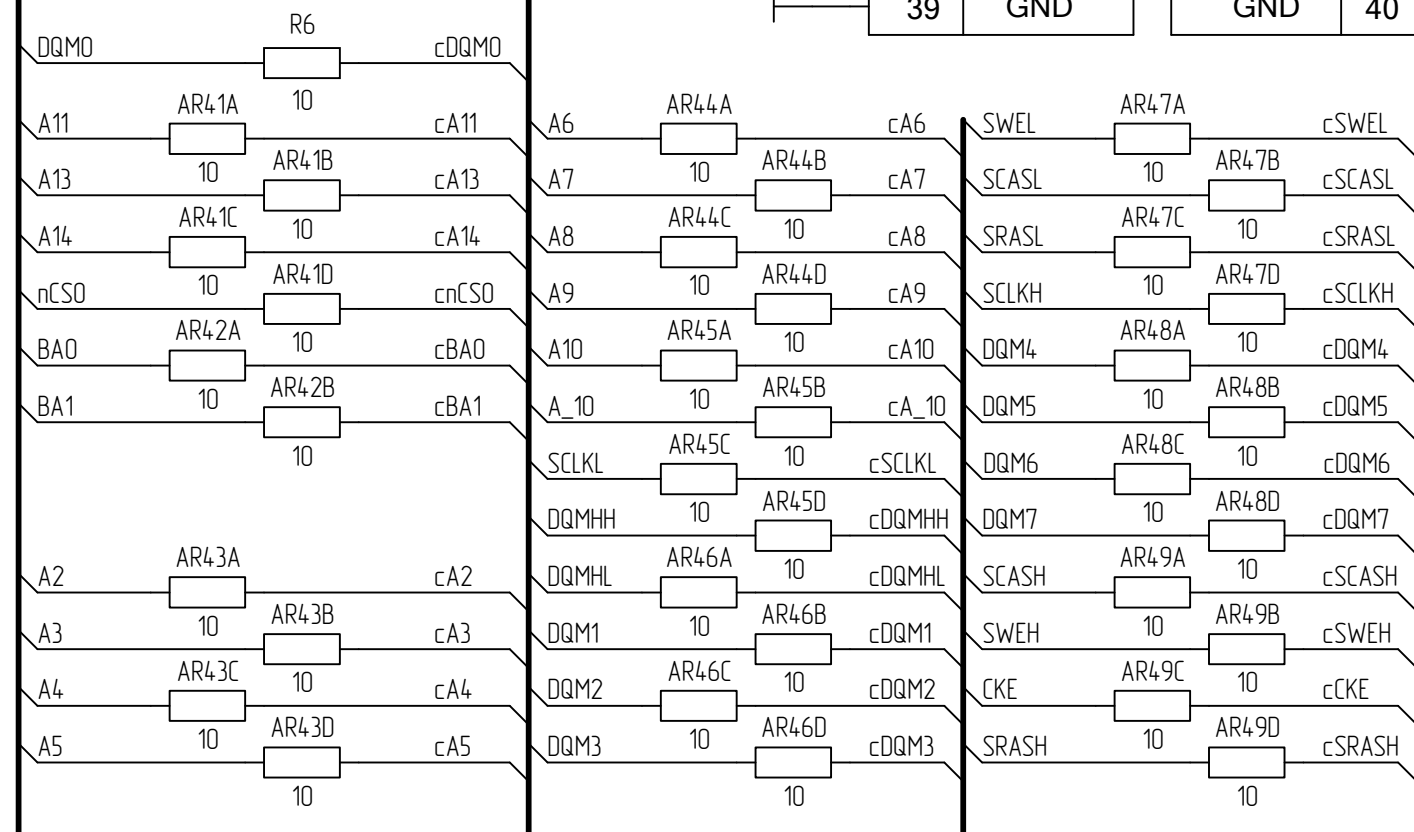 39 GND GND 40
R6
DQM0 cDQM0
10
AR41A
A11 cA11
10
AR41B
A13 cA13
10
AR41C
A14 cA14
10
AR41D
nCS0 cnCS0
10
AR42A
BA0 cBA0
10
AR42B
BA1 cBA1
10
AR43A
A2 cA2
10
AR43B
A3 cA3
10
AR43C
A4 cA4
10
AR43D
A5 cA5
10
AR44A
A6 cA6
10
AR44B
A7 cA7
10
AR44C
A8 cA8
10
AR44D
A9 cA9
10
AR45A
A10 cA10
10
AR45B
A_10 cA_10
10
AR45C
SCLKL cSCLKL
10
AR45D
DQMHH cDQMHH
10
AR46A
DQMHL cDQMHL
10
AR46B
DQM1 cDQM1
10
AR46C
DQM2 cDQM2
10
AR46D
DQM3 cDQM3
10
AR47A
SWEL cSWEL
10
AR47B
SCASL cSCASL
10
AR47C
SRASL cSRASL
10
AR47D
SCLKH cSCLKH
10
AR48A
DQM4 cDQM4
10
AR48B
DQM5 cDQM5
10
AR48C
DQM6 cDQM6
10
AR48D
DQM7 cDQM7
10
AR49A
SCASH cSCASH
10
AR49B
SWEH cSWEH
10
AR49C
CKE cCKE
10
AR49D
SRASH cSRASH
10